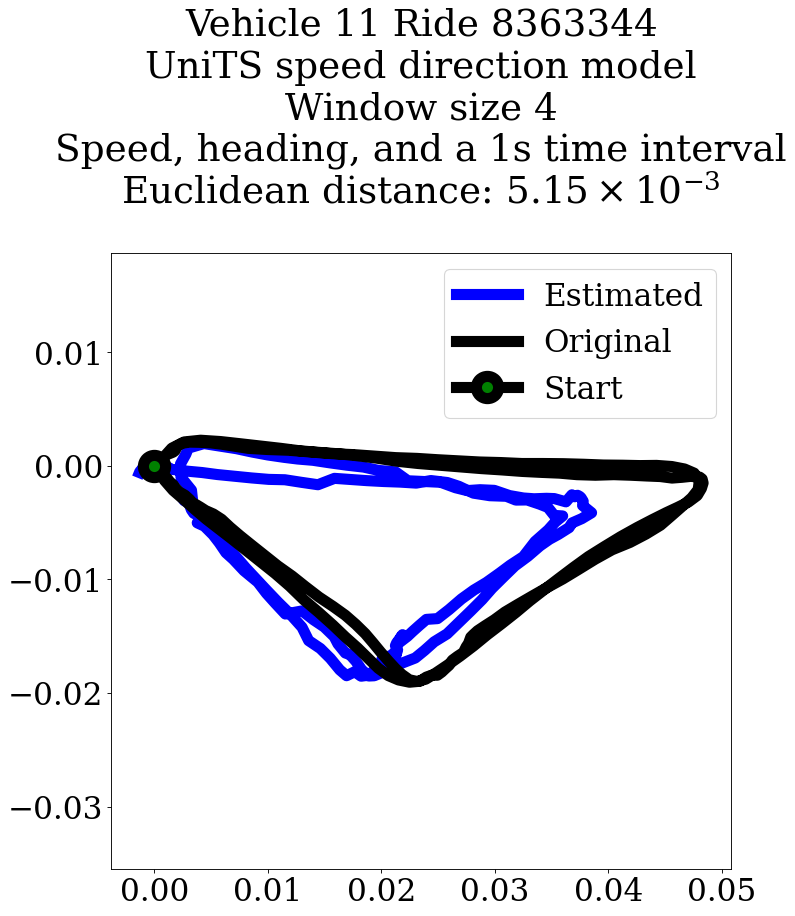 Vehicle 11 Ride 8363344
UniTS speed direction model
Window size 4
Speed, heading, and a 1s time interval
Euclidean distance: 5.15 × 10⁻³
Estimated
Original
Start
0.01
0.00
−0.01
−0.02
−0.03
0.00 0.01 0.02 0.03 0.04 0.05